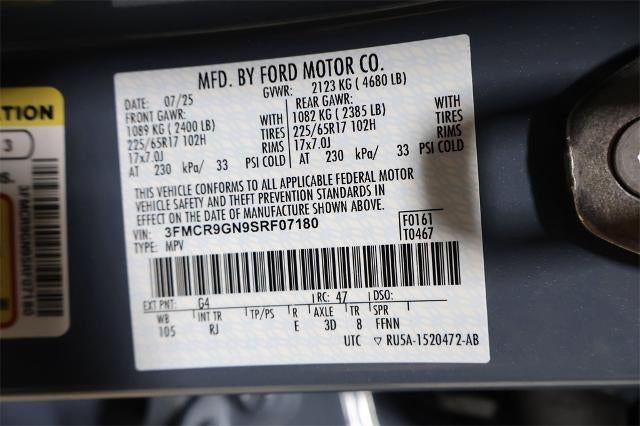 MFD. BY FORD MOTOR CO.
DATE: 07/25 GVWR: 2123 KG ( 4680 LB)
FRONT GAWR: REAR GAWR:
1089 KG ( 2400 LB) WITH 1082 KG ( 2385 LB) WITH
225/65R17 102H TIRES 225/65R17 102H TIRES
17x7.0J RIMS 17x7.0J RIMS
AT 230 kPa/ 33 PSI COLD AT 230 kPa/ 33 PSI COLD
THIS VEHICLE CONFORMS TO ALL APPLICABLE FEDERAL MOTOR
VEHICLE SAFETY AND THEFT PREVENTION STANDARDS IN
EFFECT ON THE DATE OF MANUFACTURE SHOWN ABOVE.
VIN: 3FMCR9GN9SRF07180 F0161
TYPE: MPV T0467
EXT PNT: G4 RC: 47 DSO:
WB INT TR TP/PS R AXLE TR SPR
105 RJ E 3D 8 FFNN
UTC ▽ RU5A-1520472-AB
3
3FMCR9GN9SRF07180